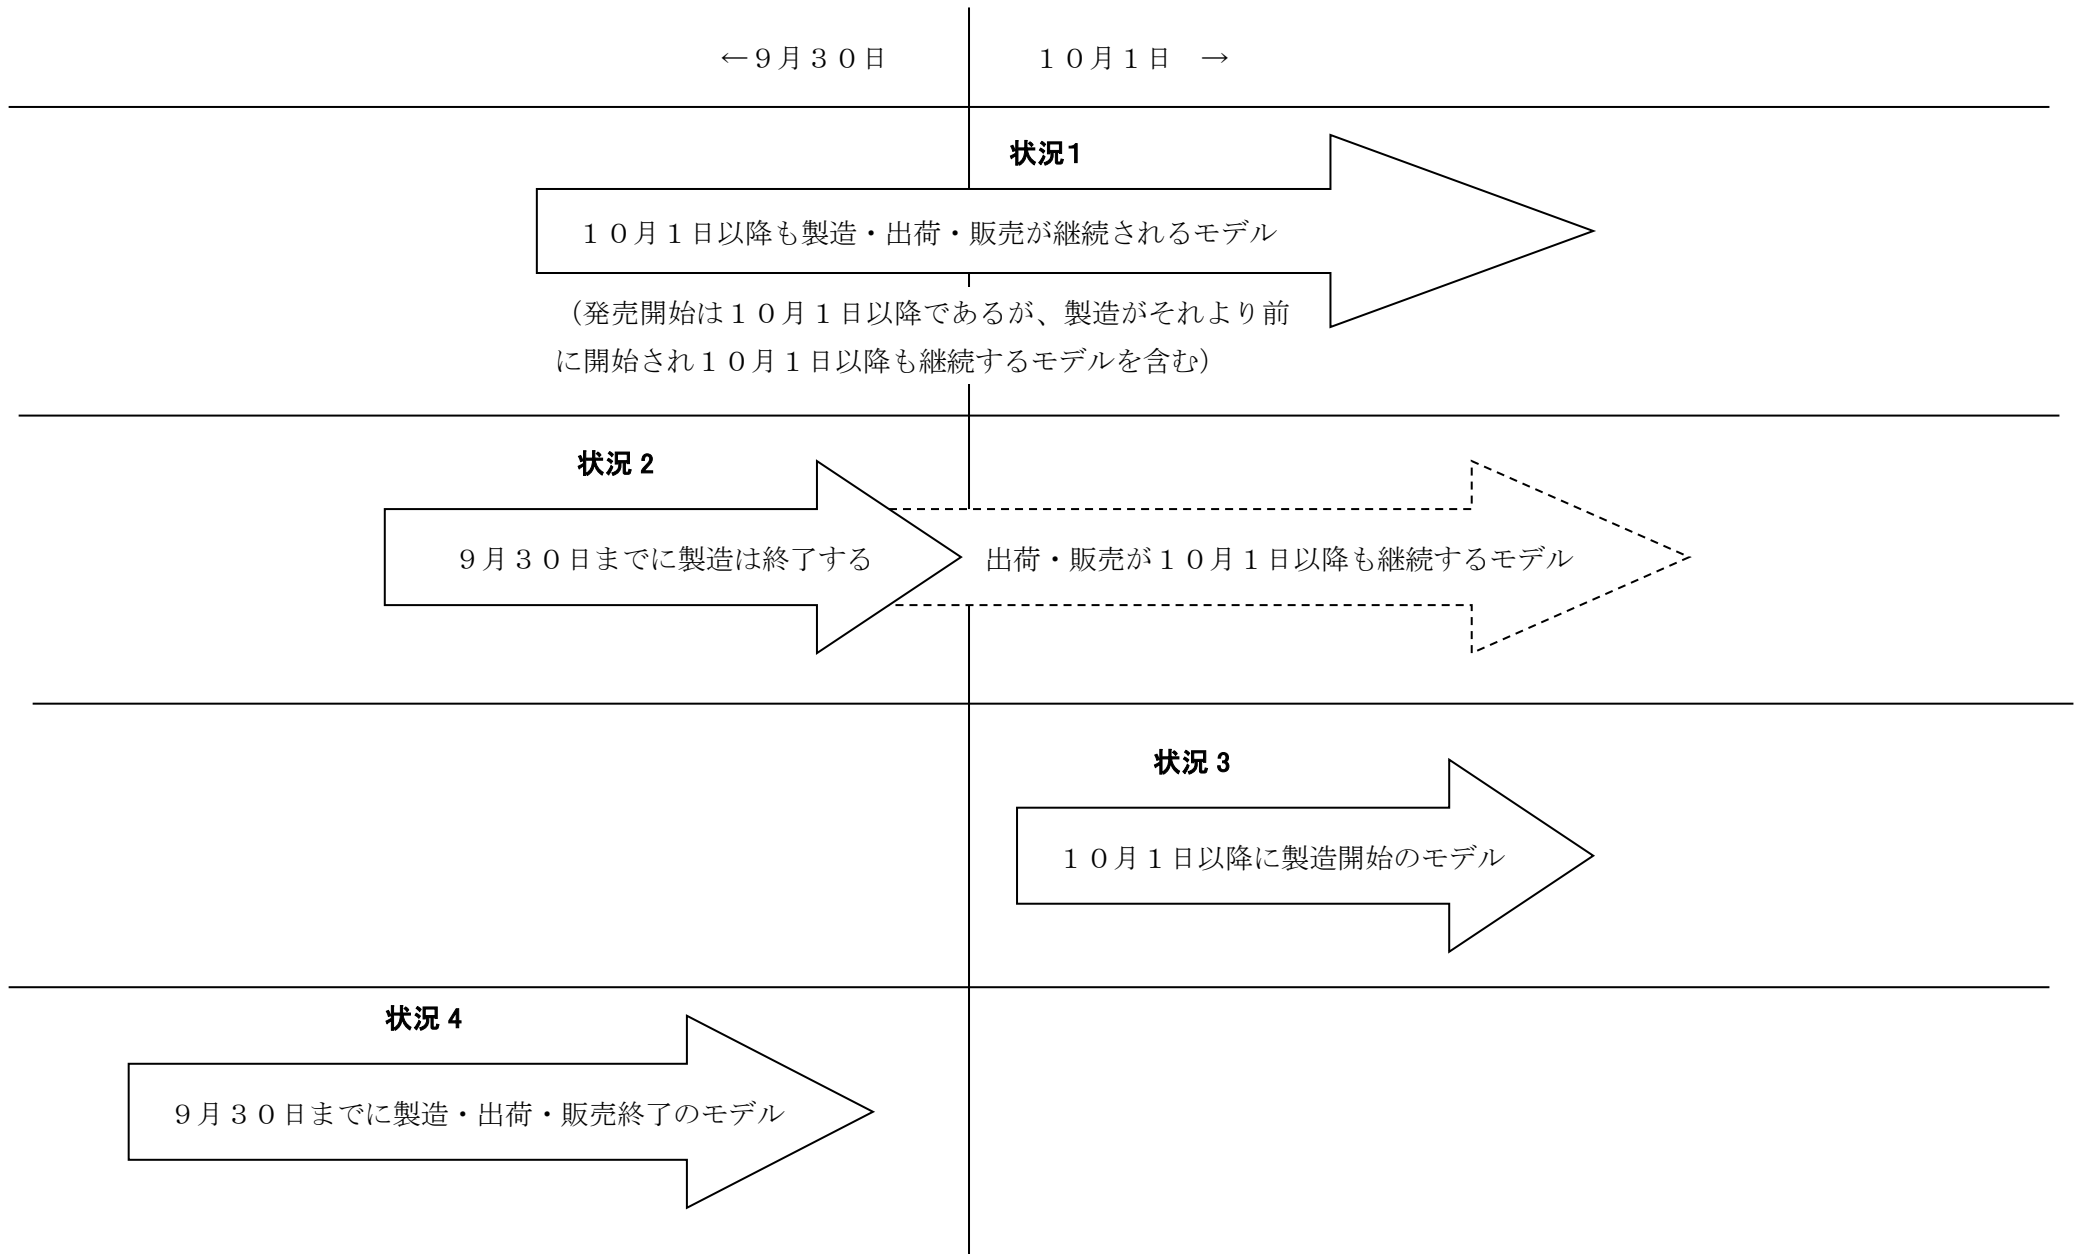 ←９月３０日　１０月１日　→
状況１
１０月１日以降も製造・出荷・販売が継続されるモデル
（発売開始は１０月１日以降であるが、製造がそれより前
に開始され１０月１日以降も継続するモデルを含む）
状況２
９月３０日までに製造は終了する　出荷・販売が１０月１日以降も継続するモデル
状況３
１０月１日以降に製造開始のモデル
状況４
９月３０日までに製造・出荷・販売終了のモデル